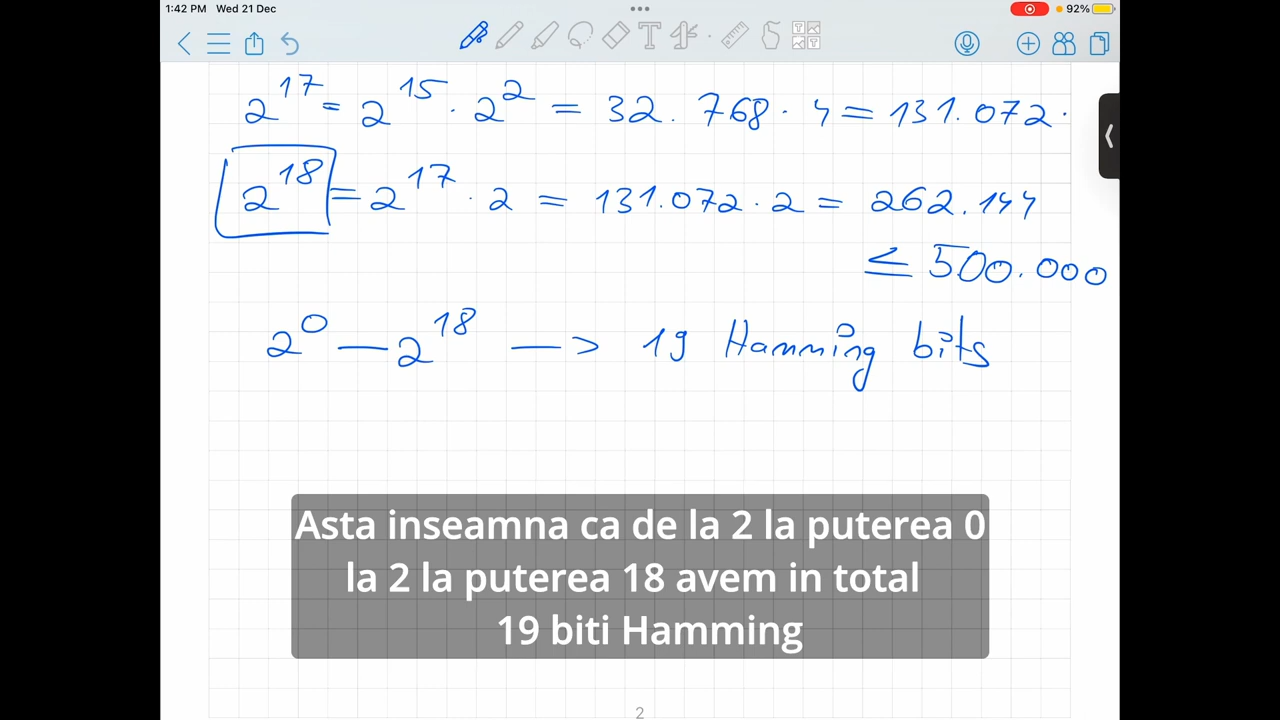 1:42 PM Wed 21 Dec
92%
2^17 = 2^15 · 2^2 = 32.768 · 4 = 131.072 ·
2^18 = 2^17 · 2 = 131.072 · 2 = 262.144
≤ 500.000
2^0 — 2^18 —> 19 Hamming bits
Asta inseamna ca de la 2 la puterea 0
la 2 la puterea 18 avem in total
19 biti Hamming
2